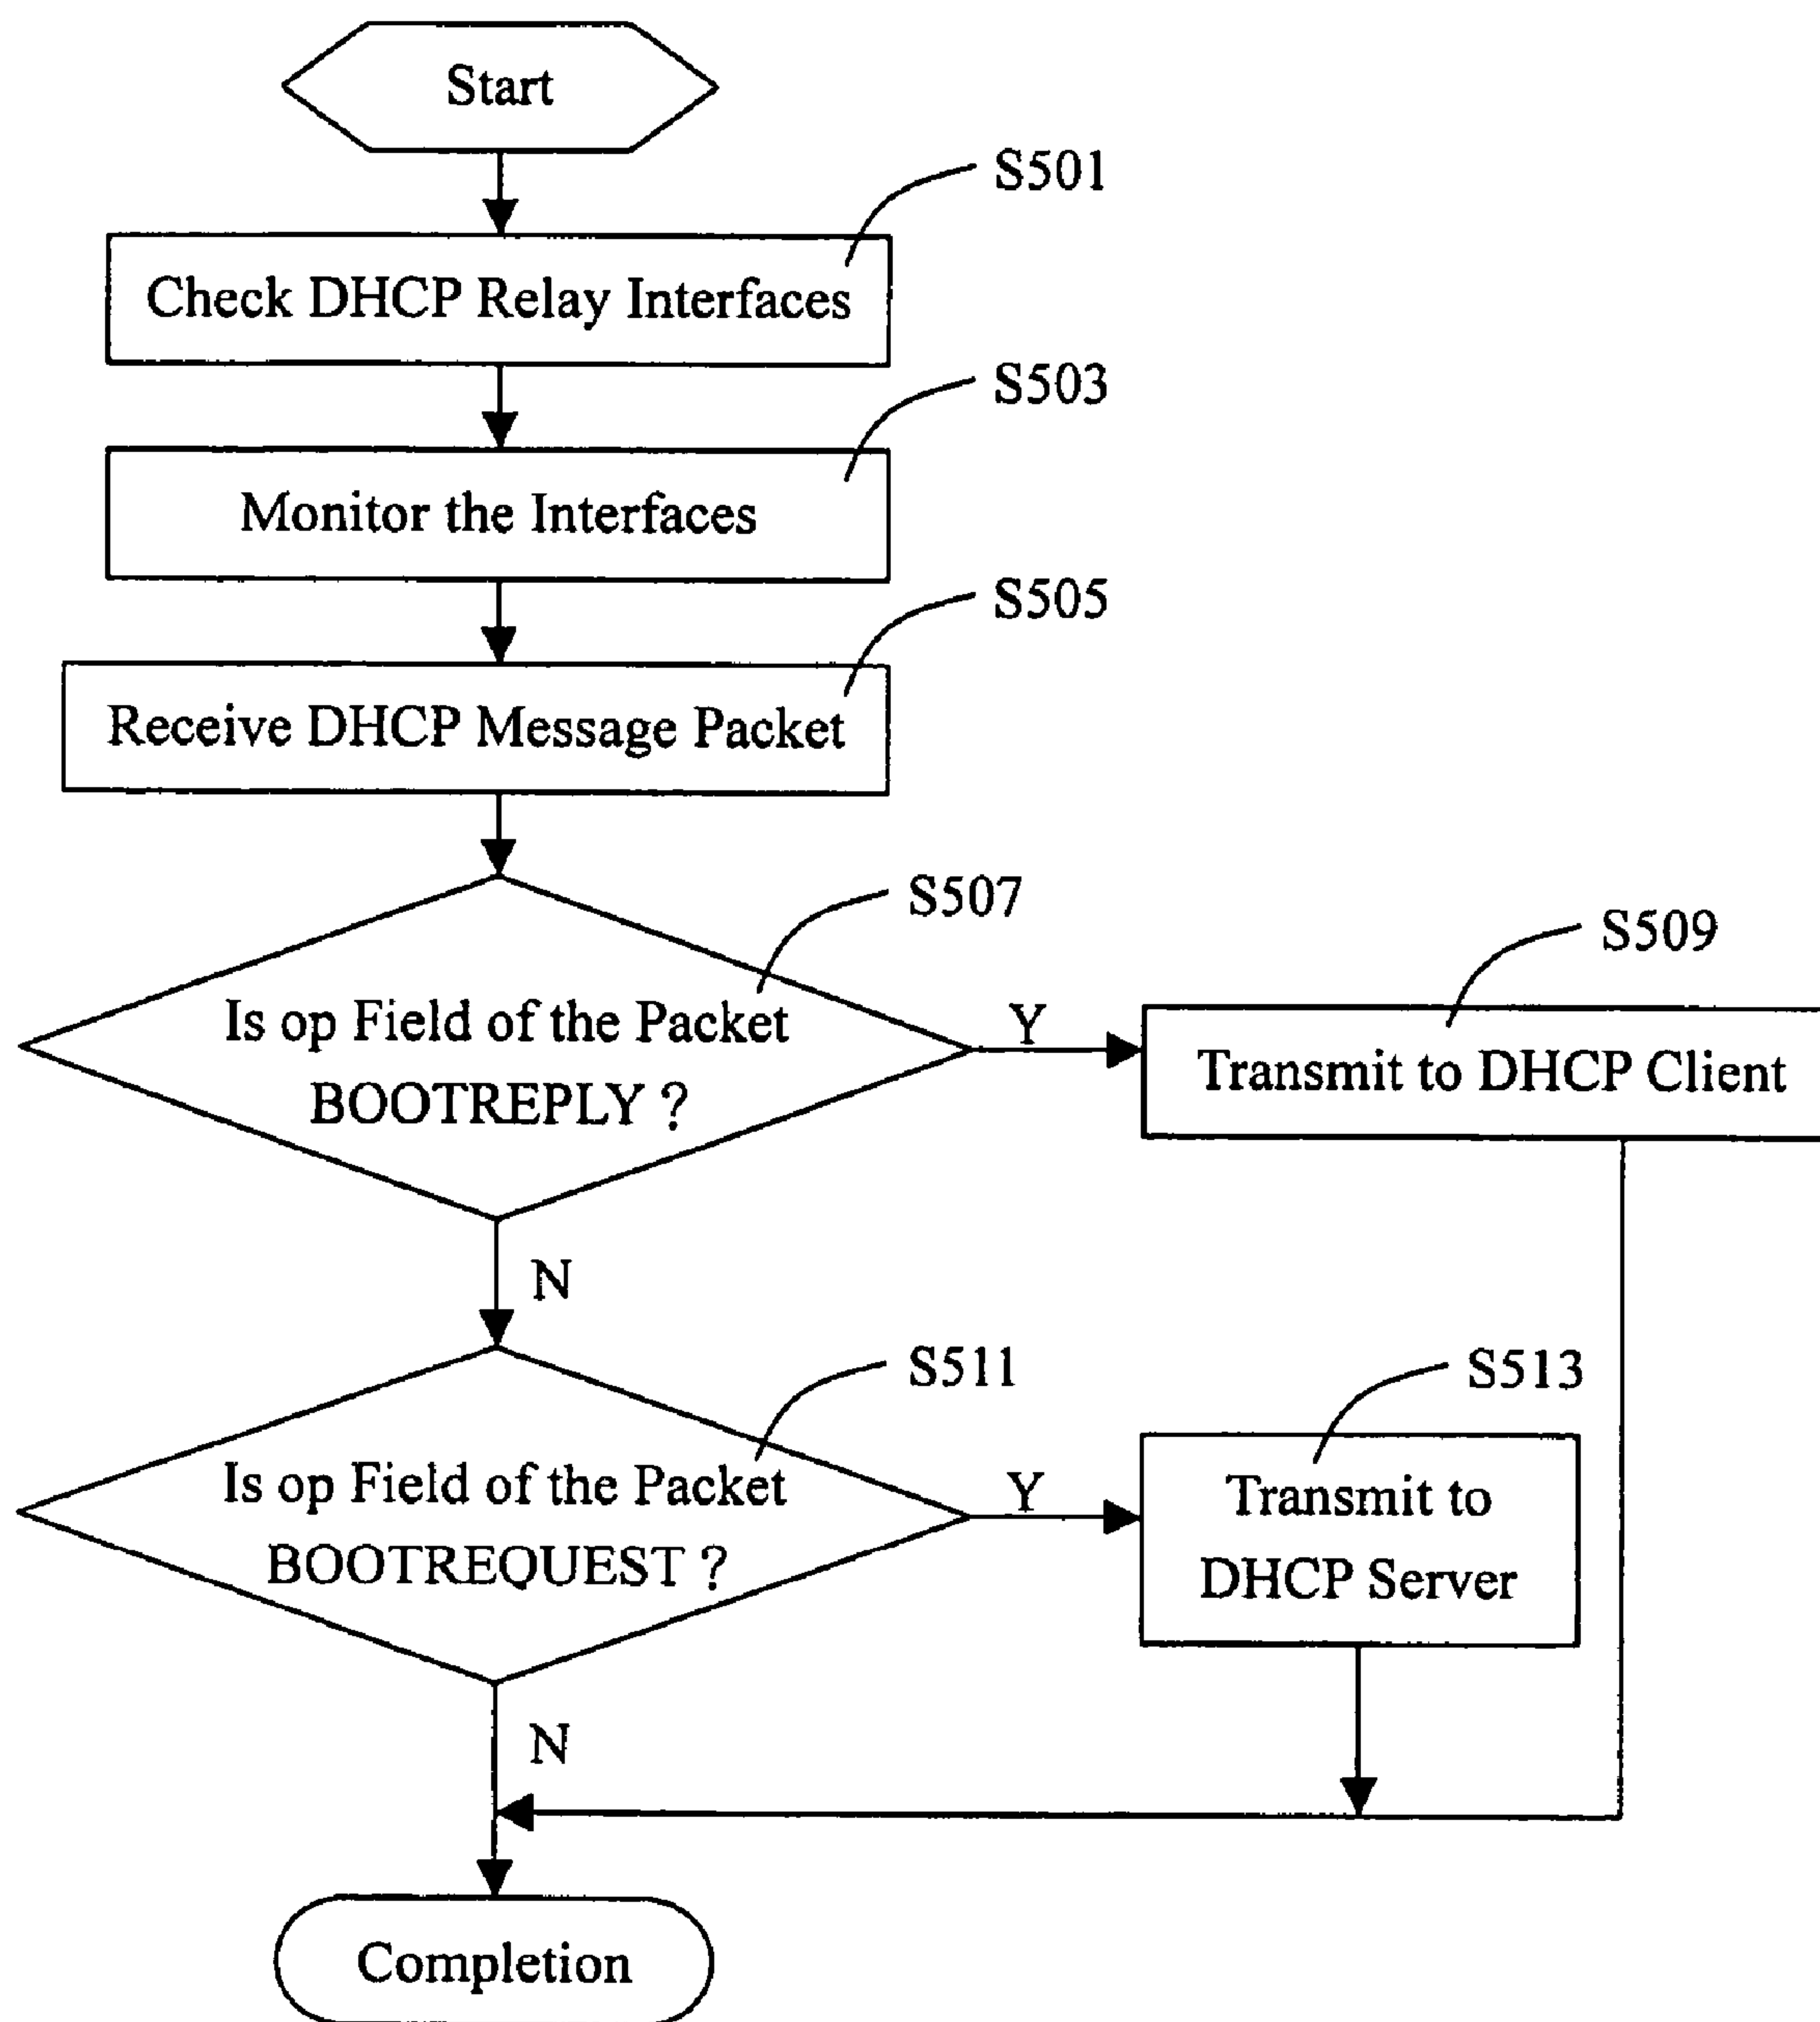 Start
S501
Check DHCP Relay Interfaces
S503
Monitor the Interfaces
S505
Receive DHCP Message Packet
S507
Is op Field of the Packet
BOOTREPLY ?
Y
S509
Transmit to DHCP Client
N
S511
Is op Field of the Packet
BOOTREQUEST ?
Y
S513
Transmit to
DHCP Server
N
Completion